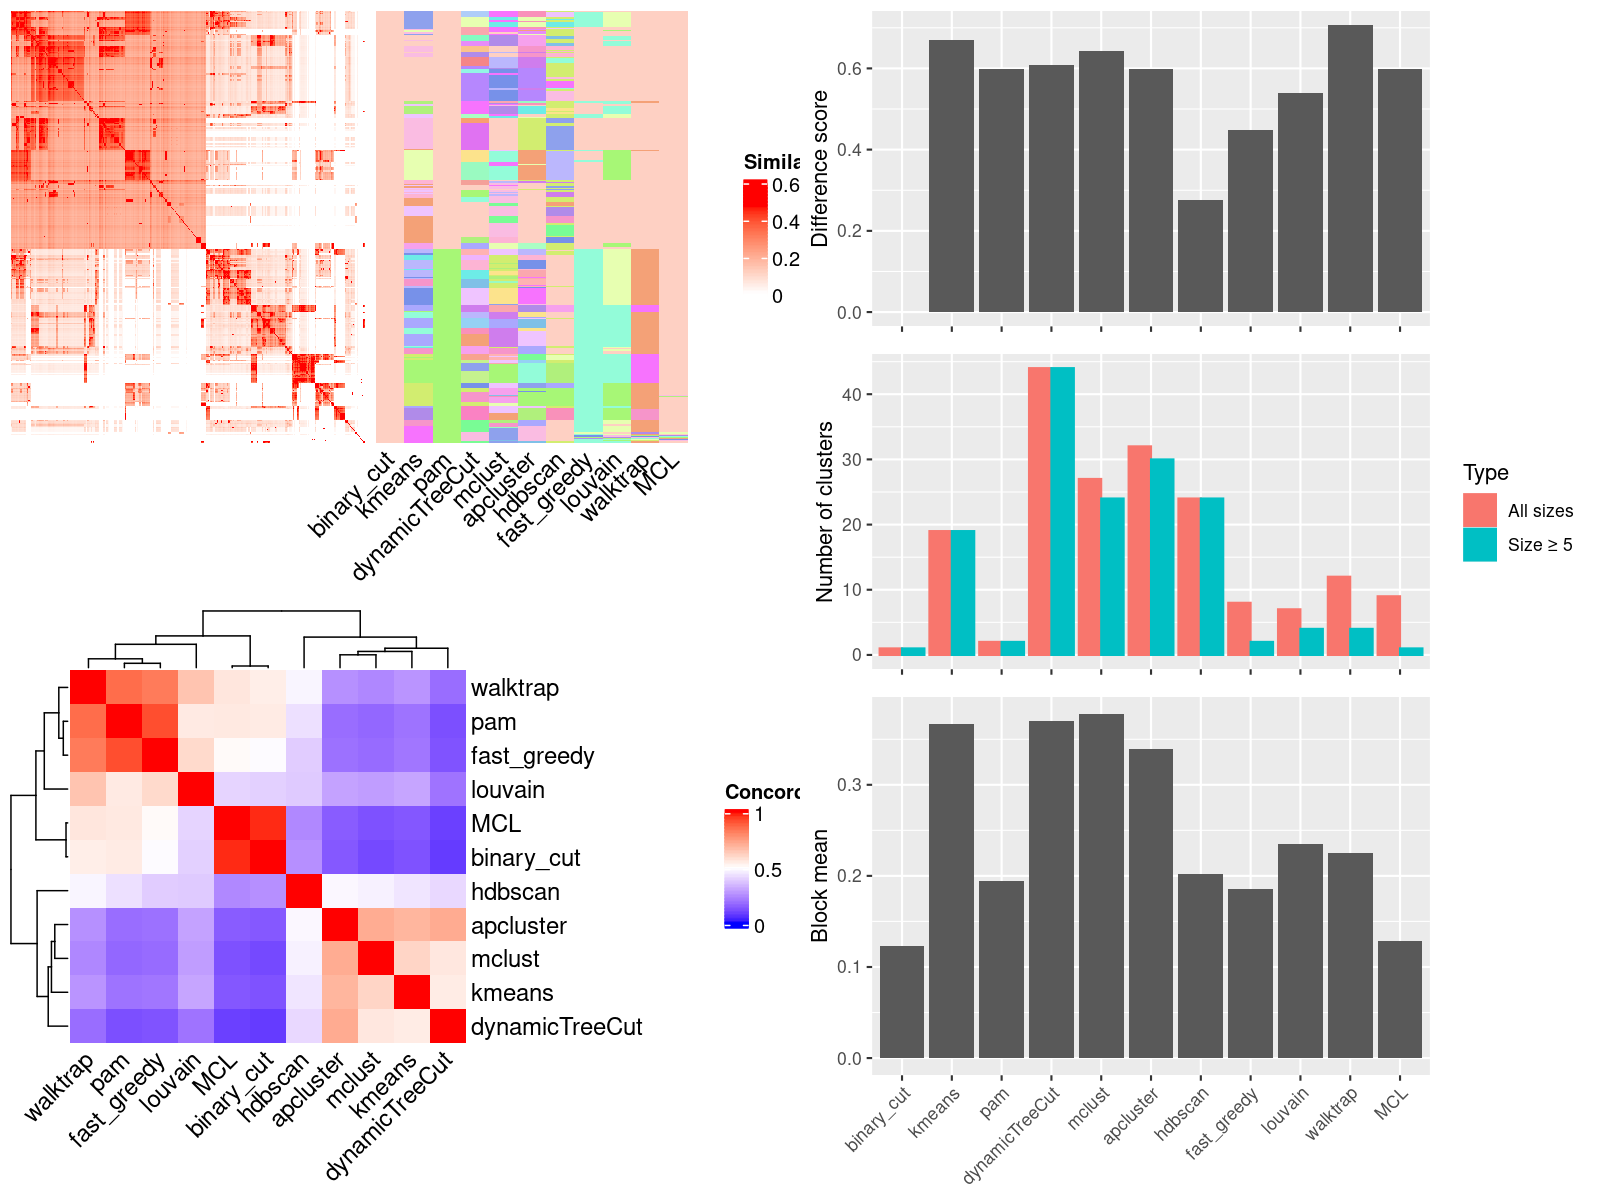 Simila
0.6
0.4
0.2
0
binary_cut
kmeans
pam
dynamicTreeCut
mclust
apcluster
hdbscan
fast_greedy
louvain
walktrap
MCL
walktrap
pam
fast_greedy
louvain
MCL
binary_cut
hdbscan
apcluster
mclust
kmeans
dynamicTreeCut
walktrap
pam
fast_greedy
louvain
MCL
binary_cut
hdbscan
apcluster
mclust
kmeans
dynamicTreeCut
Concord
1
0.5
0
Difference score
0.6
0.4
0.2
0.0
Number of clusters
40
30
20
10
0
Type
All sizes
Size ≥ 5
Block mean
0.3
0.2
0.1
0.0
binary_cut
kmeans
pam
dynamicTreeCut
mclust
apcluster
hdbscan
fast_greedy
louvain
walktrap
MCL